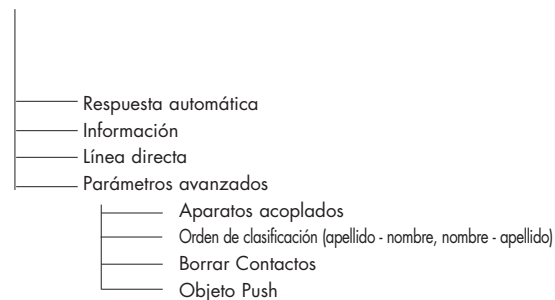 Respuesta automática
Información
Línea directa
Parámetros avanzados
Aparatos acoplados
Orden de clasificación (apellido - nombre, nombre - apellido)
Borrar Contactos
Objeto Push